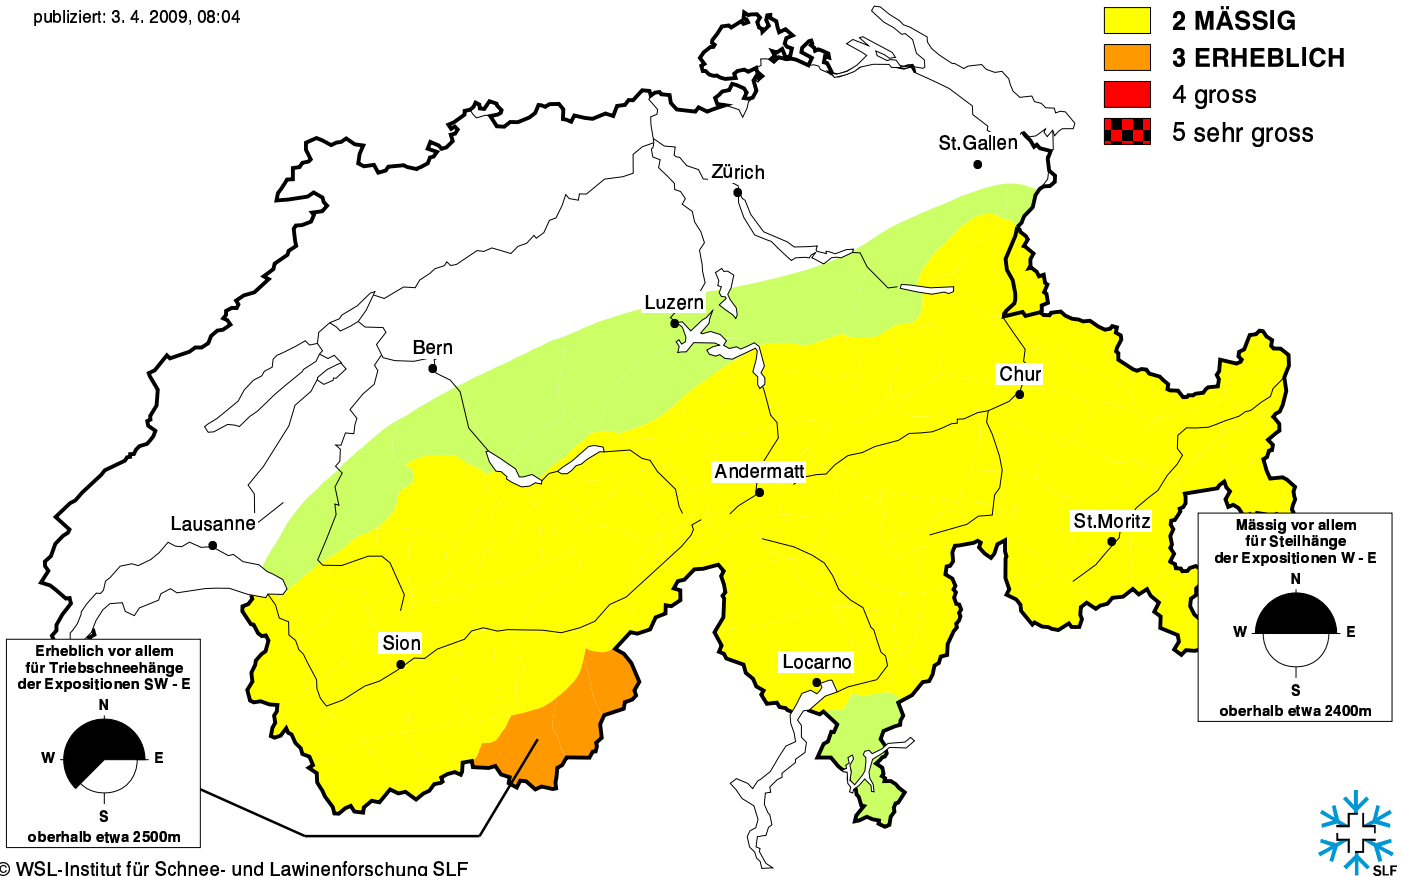 publiziert: 3. 4. 2009, 08:04
2 MÄSSIG
3 ERHEBLICH
4 gross
5 sehr gross
St.Gallen
Zürich
Luzern
Bern
Chur
Andermatt
Lausanne
St.Moritz
Sion
Locarno
Mässig vor allem
für Steilhänge
der Expositionen W - E
N
W E
S
oberhalb etwa 2400m
Erheblich vor allem
für Triebschneehänge
der Expositionen SW - E
N
W E
S
oberhalb etwa 2500m
SLF
© WSL-Institut für Schnee- und Lawinenforschung SLF